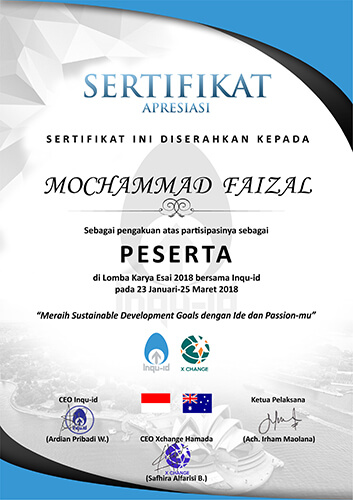 SERTIFIKAT
APRESIASI
SERTIFIKAT INI DISERAHKAN KEPADA
MOCHAMMAD FAIZAL
Sebagai pengakuan atas partisipasinya sebagai
PESERTA
di Lomba Karya Esai 2018 bersama Inqu-id
pada 23 Januari-25 Maret 2018
Inqu-id
“Meraih Sustainable Development Goals dengan Ide dan Passion-mu”
Inqu-id
X CHANGE
CEO Inqu-id
Ketua Pelaksana
(Ardian Pribadi W.)
CEO Xchange Hamada
(Ach. Irham Maolana)
X CHANGE
(Safhira Alfarisi B.)